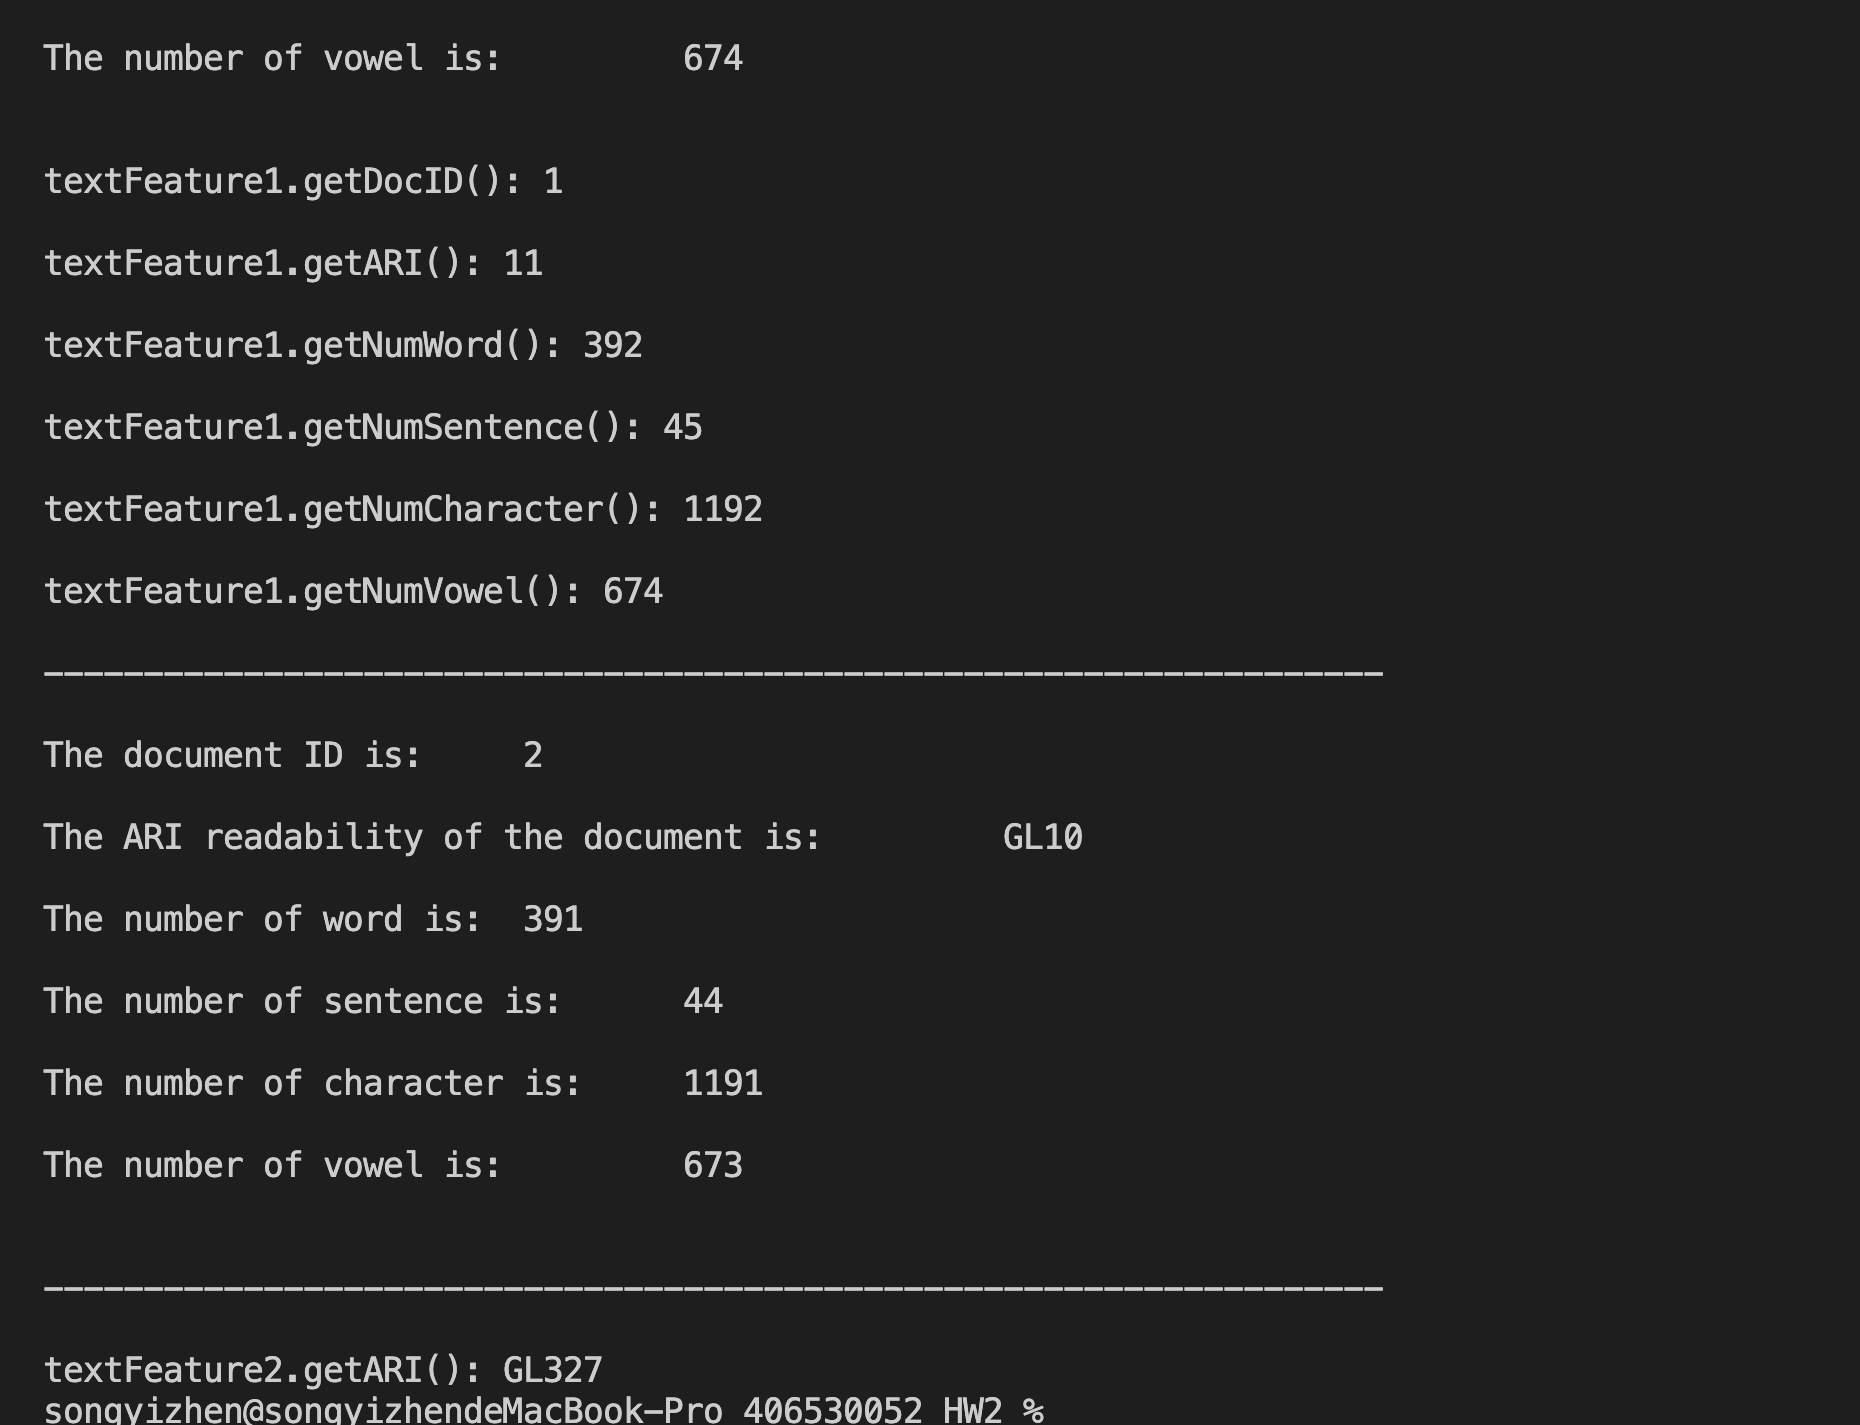 The number of vowel is: 674
textFeature1.getDocID(): 1
textFeature1.getARI(): 11
textFeature1.getNumWord(): 392
textFeature1.getNumSentence(): 45
textFeature1.getNumCharacter(): 1192
textFeature1.getNumVowel(): 674
-------------------------------------------------------------------
The document ID is: 2
The ARI readability of the document is: GL10
The number of word is: 391
The number of sentence is: 44
The number of character is: 1191
The number of vowel is: 673
-------------------------------------------------------------------
textFeature2.getARI(): GL327
songyizhen@songyizhendeMacBook-Pro 406530052 HW2 %